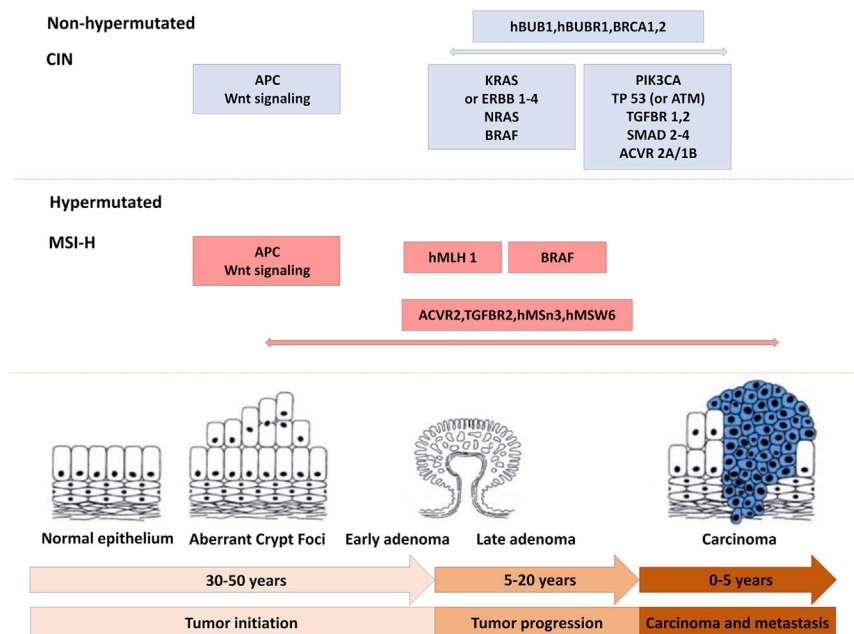 Non-hypermutated
hBUB1,hBUBR1,BRCA1,2
CIN
APC
Wnt signaling
KRAS
or ERBB 1-4
NRAS
BRAF
PIK3CA
TP 53 (or ATM)
TGFBR 1,2
SMAD 2-4
ACVR 2A/1B
Hypermutated
MSI-H
APC
Wnt signaling
hMLH 1
BRAF
ACVR2,TGFBR2,hMSn3,hMSW6
Normal epithelium
Aberrant Crypt Foci
Early adenoma
Late adenoma
Carcinoma
30-50 years
5-20 years
0-5 years
Tumor initiation
Tumor progression
Carcinoma and metastasis